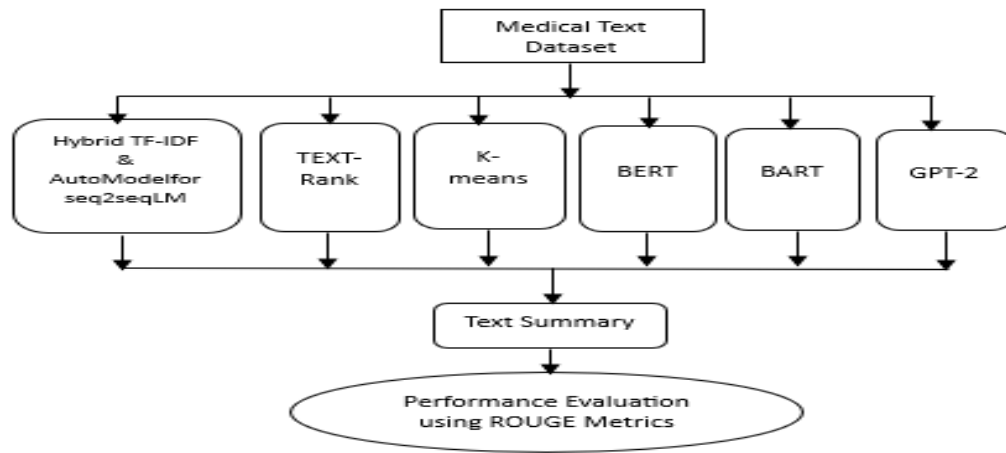 Medical Text
Dataset
Hybrid TF-IDF
&
AutoModelfor
seq2seqLM
TEXT-
Rank
K-
means
BERT
BART
GPT-2
Text Summary
Performance Evaluation
using ROUGE Metrics